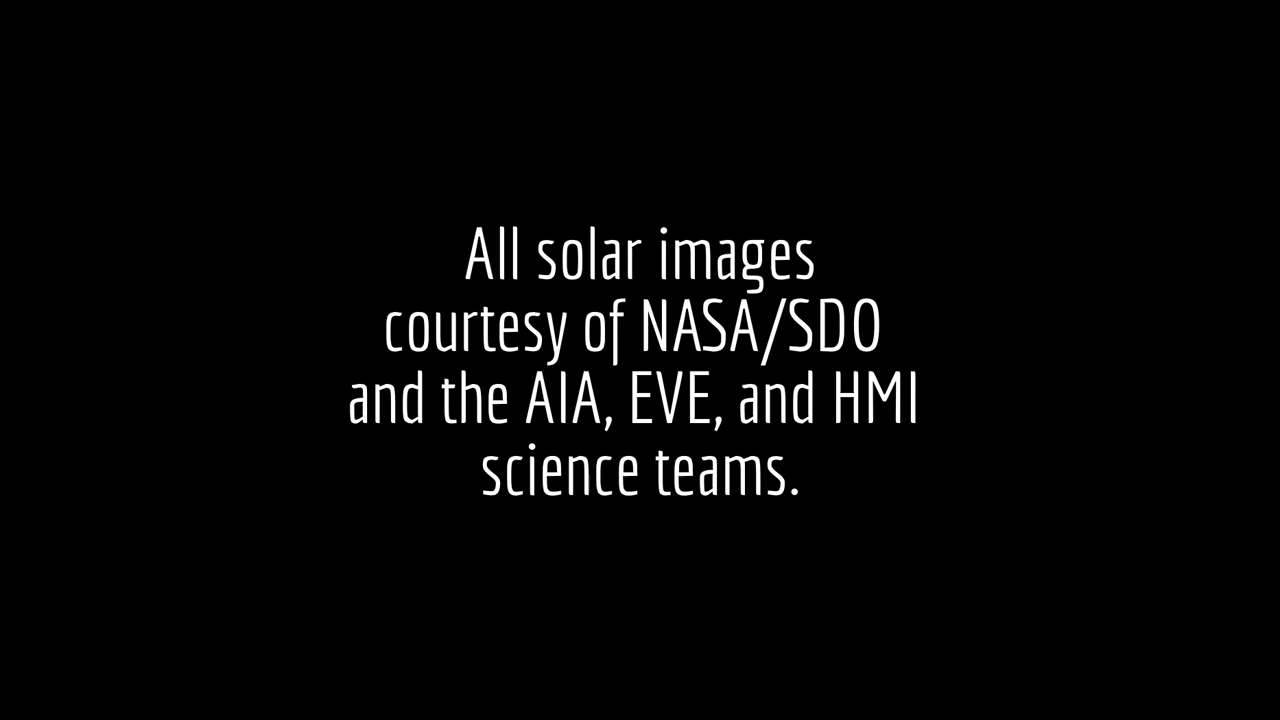 All solar images
courtesy of NASA/SDO
and the AIA, EVE, and HMI
science teams.